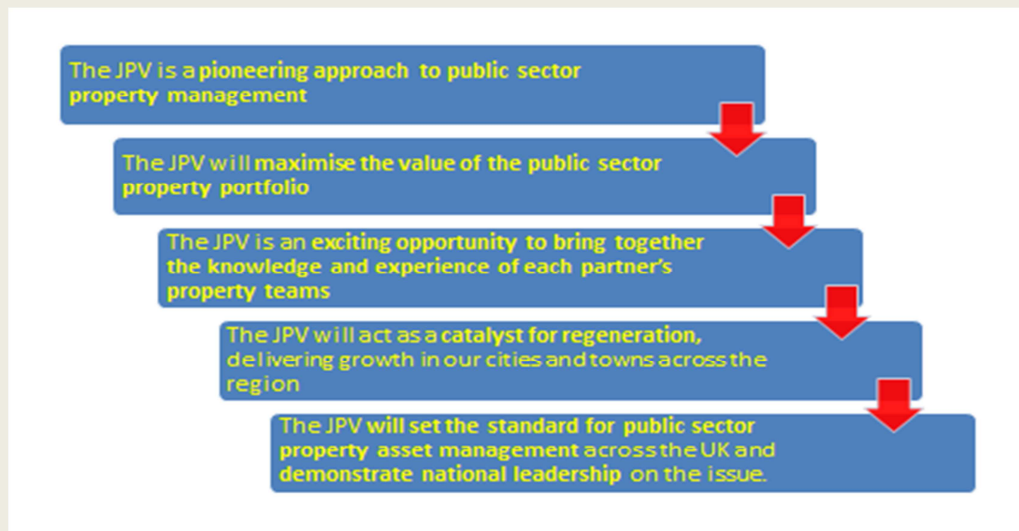 The JPV is a pioneering approach to public sector
property management
The JPV will maximise the value of the public sector
property portfolio
The JPV is an exciting opportunity to bring together
the knowledge and experience of each partner's
property teams
The JPV will act as a catalyst for regeneration,
delivering growth in our cities and towns across the
region
The JPV will set the standard for public sector
property asset management across the UK and
demonstrate national leadership on the issue.